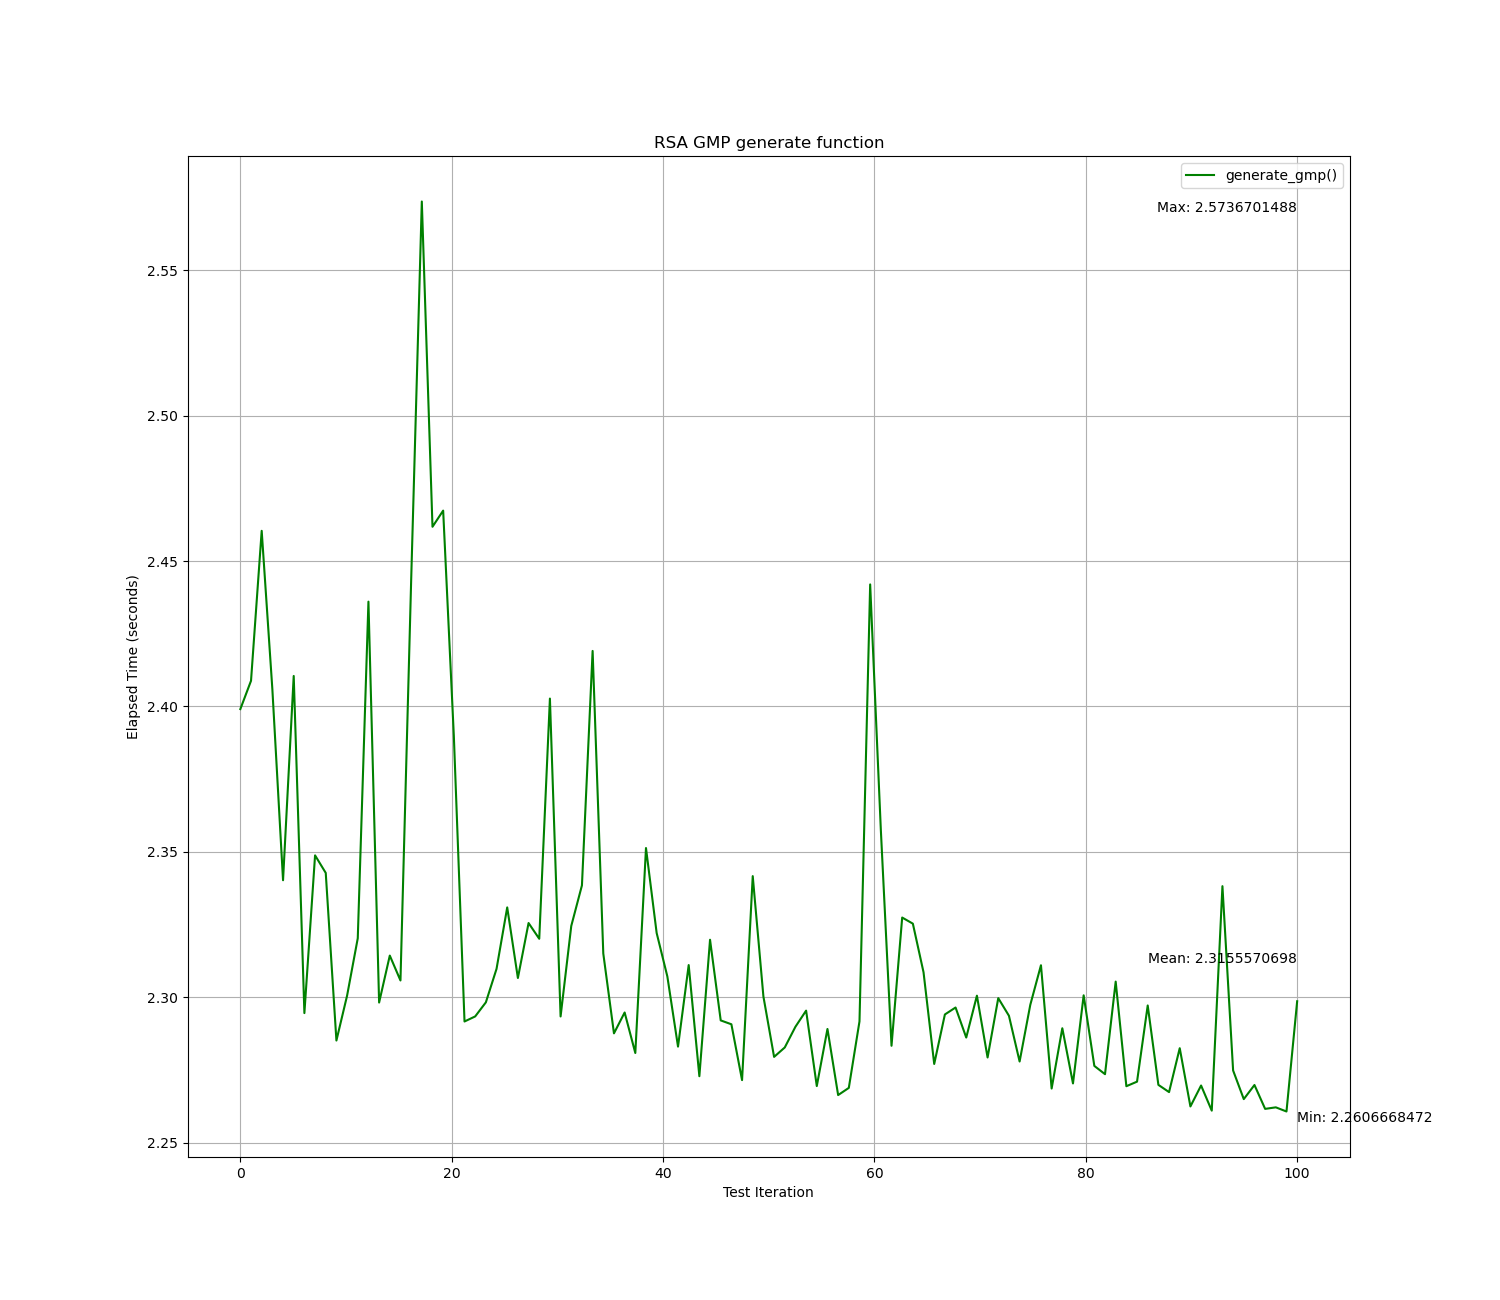 RSA GMP generate function
generate_gmp()
Max: 2.5736701488
2.55
2.50
2.45
2.40
2.35
2.30
2.25
Elapsed Time (seconds)
Mean: 2.3155570698
Min: 2.2606668472
0 20 40 60 80 100
Test Iteration